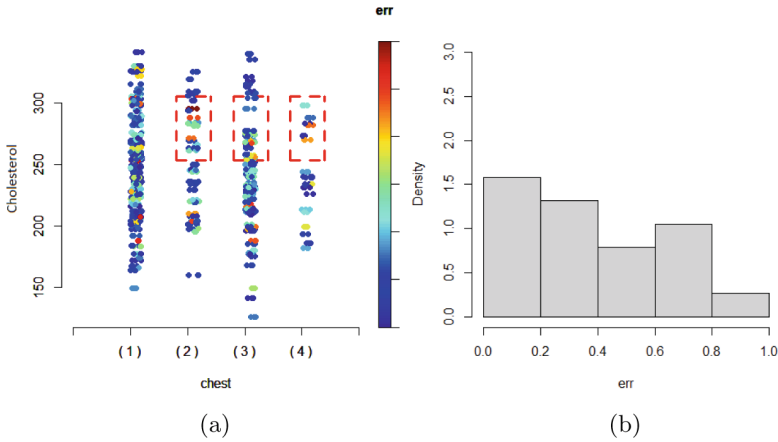 err
Cholesterol
300
250
200
150
(1) (2) (3) (4)
chest
(a)
Density
3.0
2.5
2.0
1.5
1.0
0.5
0.0
0.0 0.2 0.4 0.6 0.8 1.0
err
(b)